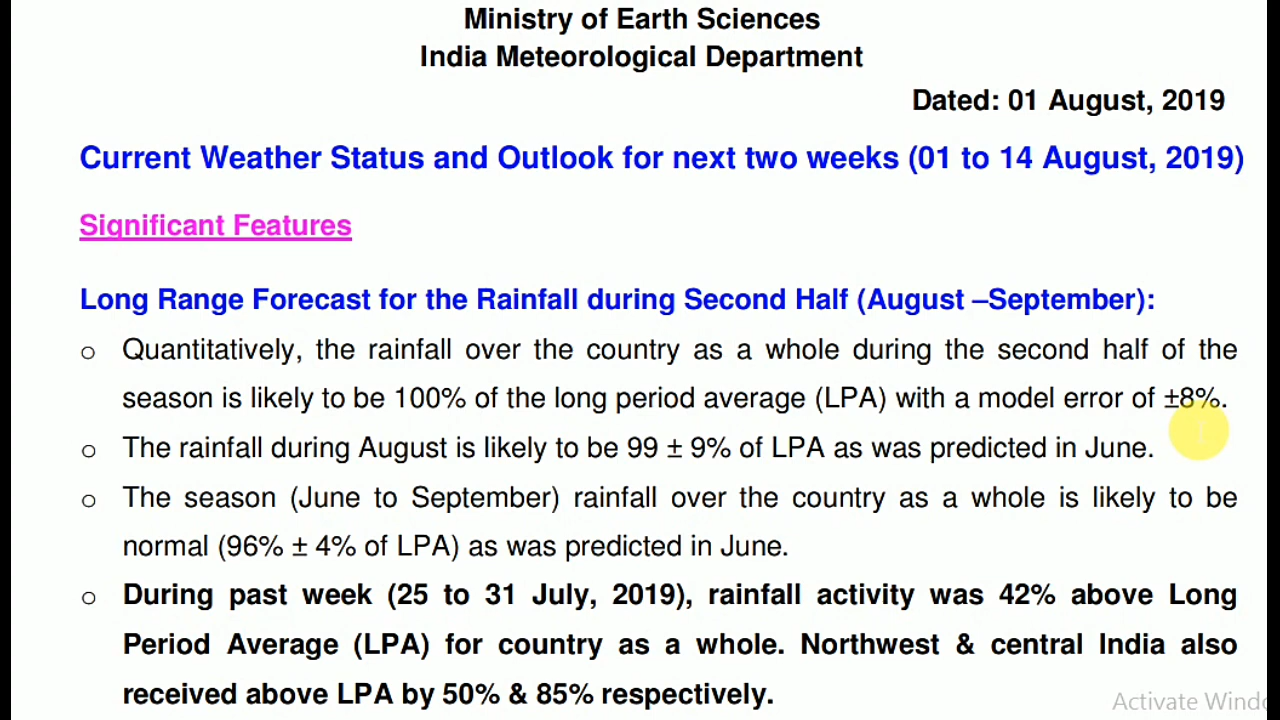 Ministry of Earth Sciences
India Meteorological Department
Dated: 01 August, 2019
Current Weather Status and Outlook for next two weeks (01 to 14 August, 2019)
Significant Features
Long Range Forecast for the Rainfall during Second Half (August –September):
o Quantitatively, the rainfall over the country as a whole during the second half of the
season is likely to be 100% of the long period average (LPA) with a model error of ±8%.
o The rainfall during August is likely to be 99 ± 9% of LPA as was predicted in June.
o The season (June to September) rainfall over the country as a whole is likely to be
normal (96% ± 4% of LPA) as was predicted in June.
o During past week (25 to 31 July, 2019), rainfall activity was 42% above Long
Period Average (LPA) for country as a whole. Northwest & central India also
received above LPA by 50% & 85% respectively.
Activate Windo